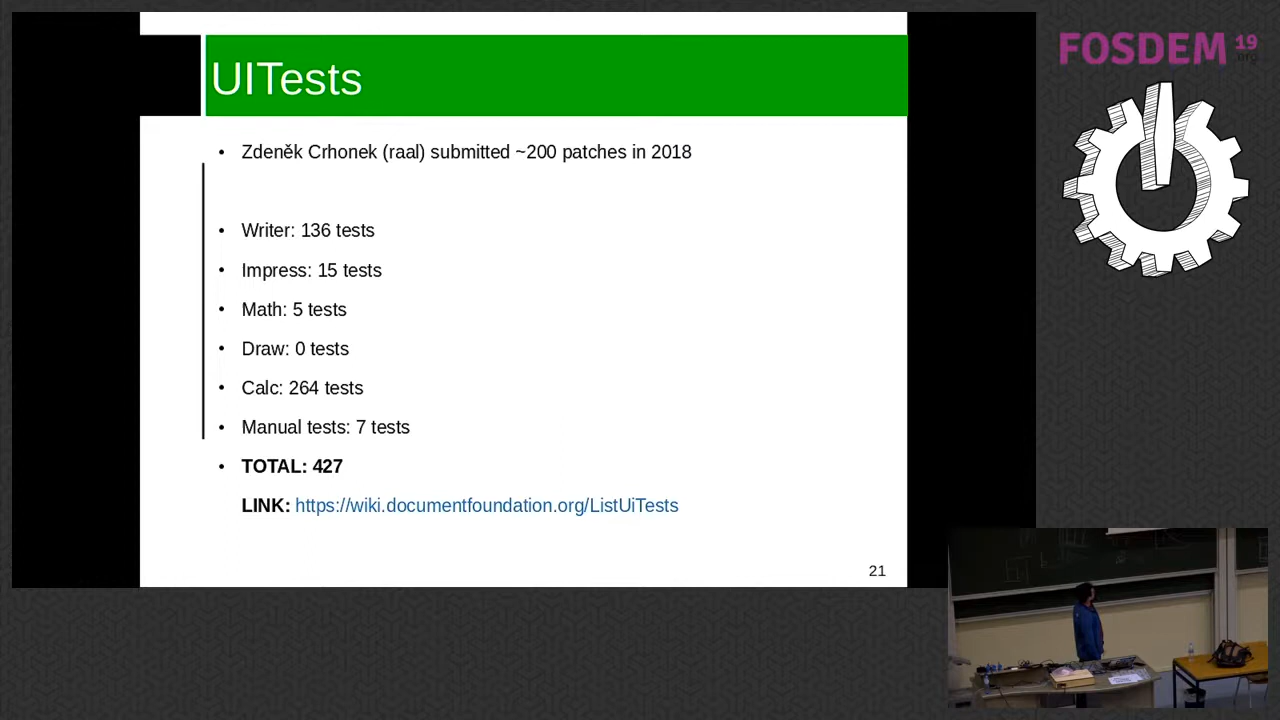 UITests
• Zdeněk Crhonek (raal) submitted ~200 patches in 2018
• Writer: 136 tests
• Impress: 15 tests
• Math: 5 tests
• Draw: 0 tests
• Calc: 264 tests
• Manual tests: 7 tests
• TOTAL: 427
LINK: https://wiki.documentfoundation.org/ListUiTests
21
FOSDEM 19
.org